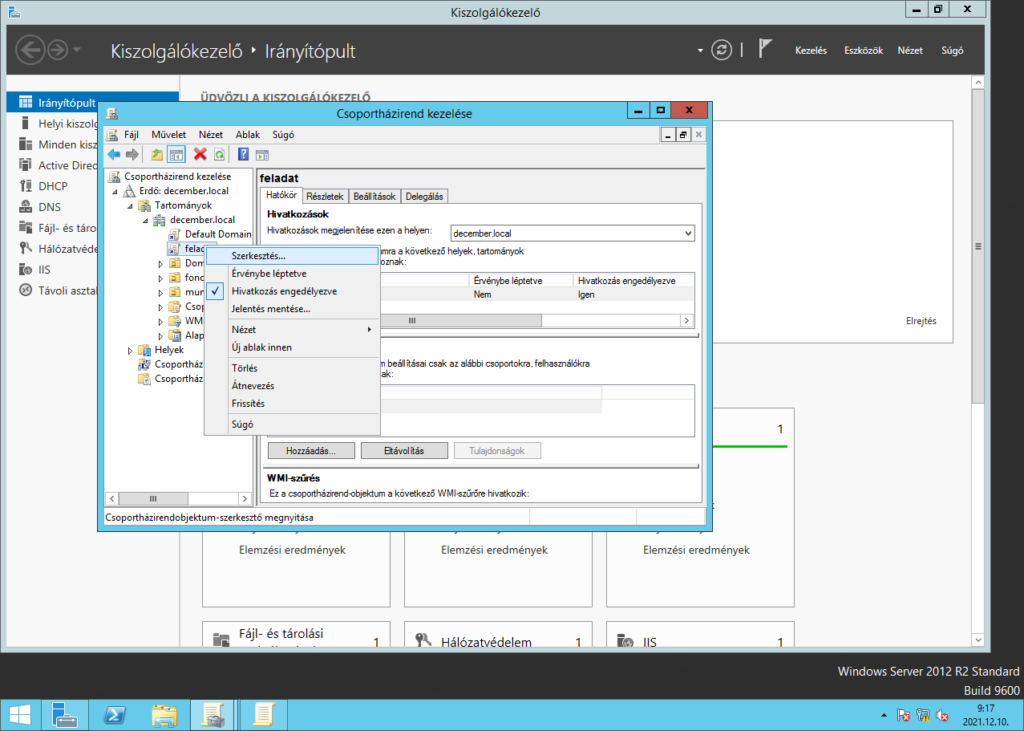 Kiszolgálókezelő
Kiszolgálókezelő • Irányítópult
Kezelés Eszközök Nézet Súgó
Irányítópult
Helyi kiszolg
Minden kisz
Active Direc
DHCP
DNS
Fájl- és táro
Hálózatvéde
IIS
Távoli asztal
ÜDVÖZLI A KISZOLGÁLÓKEZELŐ
Csoportházirend kezelése
Fájl Művelet Nézet Ablak Súgó
Csoportházirend kezelése
Erdő: december.local
Tartományok
december.local
Default Domain
felad
Dom
fond
mun
Csop
WM
Alap
Helyek
Csoportház
Csoportház
feladat
Hatókör Részletek Beállítások Delegálás
Hivatkozások
Hivatkozások megjelenítése ezen a helyen: december.local
mra a következő helyek, tartományok
oznak:
Érvénybe léptetve Hivatkozás engedélyezve
Nem Igen
m beállításai csak az alábbi csoportokra, felhasználókra
ak:
Hozzáadás... Eltávolítás Tulajdonságok
WMI-szűrés
Ez a csoportházirend-objektum a következő WMI-szűrőre hivatkozik:
Szerkesztés...
Érvénybe léptetve
Hivatkozás engedélyezve
Jelentés mentése...
Nézet
Új ablak innen
Törlés
Átnevezés
Frissítés
Súgó
Csoportházirendobjektum-szerkesztő megnyitása
Elrejtés
1
Elemzési eredmények Elemzési eredmények Elemzési eredmények
Fájl- és tárolási 1
Hálózatvédelem 1
IIS 1
Windows Server 2012 R2 Standard
Build 9600
9:17
2021.12.10.